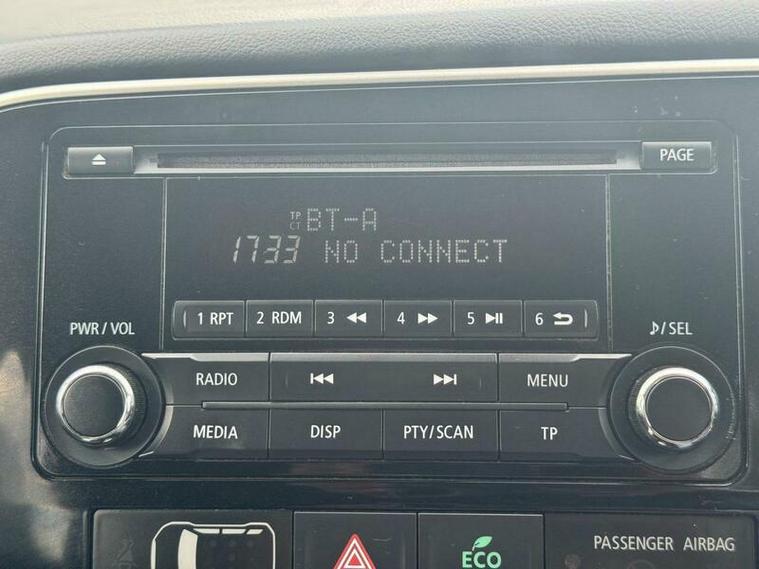 PAGE
TP
CT BT-A
1733 NO CONNECT
1 RPT 2 RDM 3 4 5 6
PWR / VOL
♪/SEL
RADIO MENU
MEDIA DISP PTY/SCAN TP
ECO
PASSENGER AIRBAG